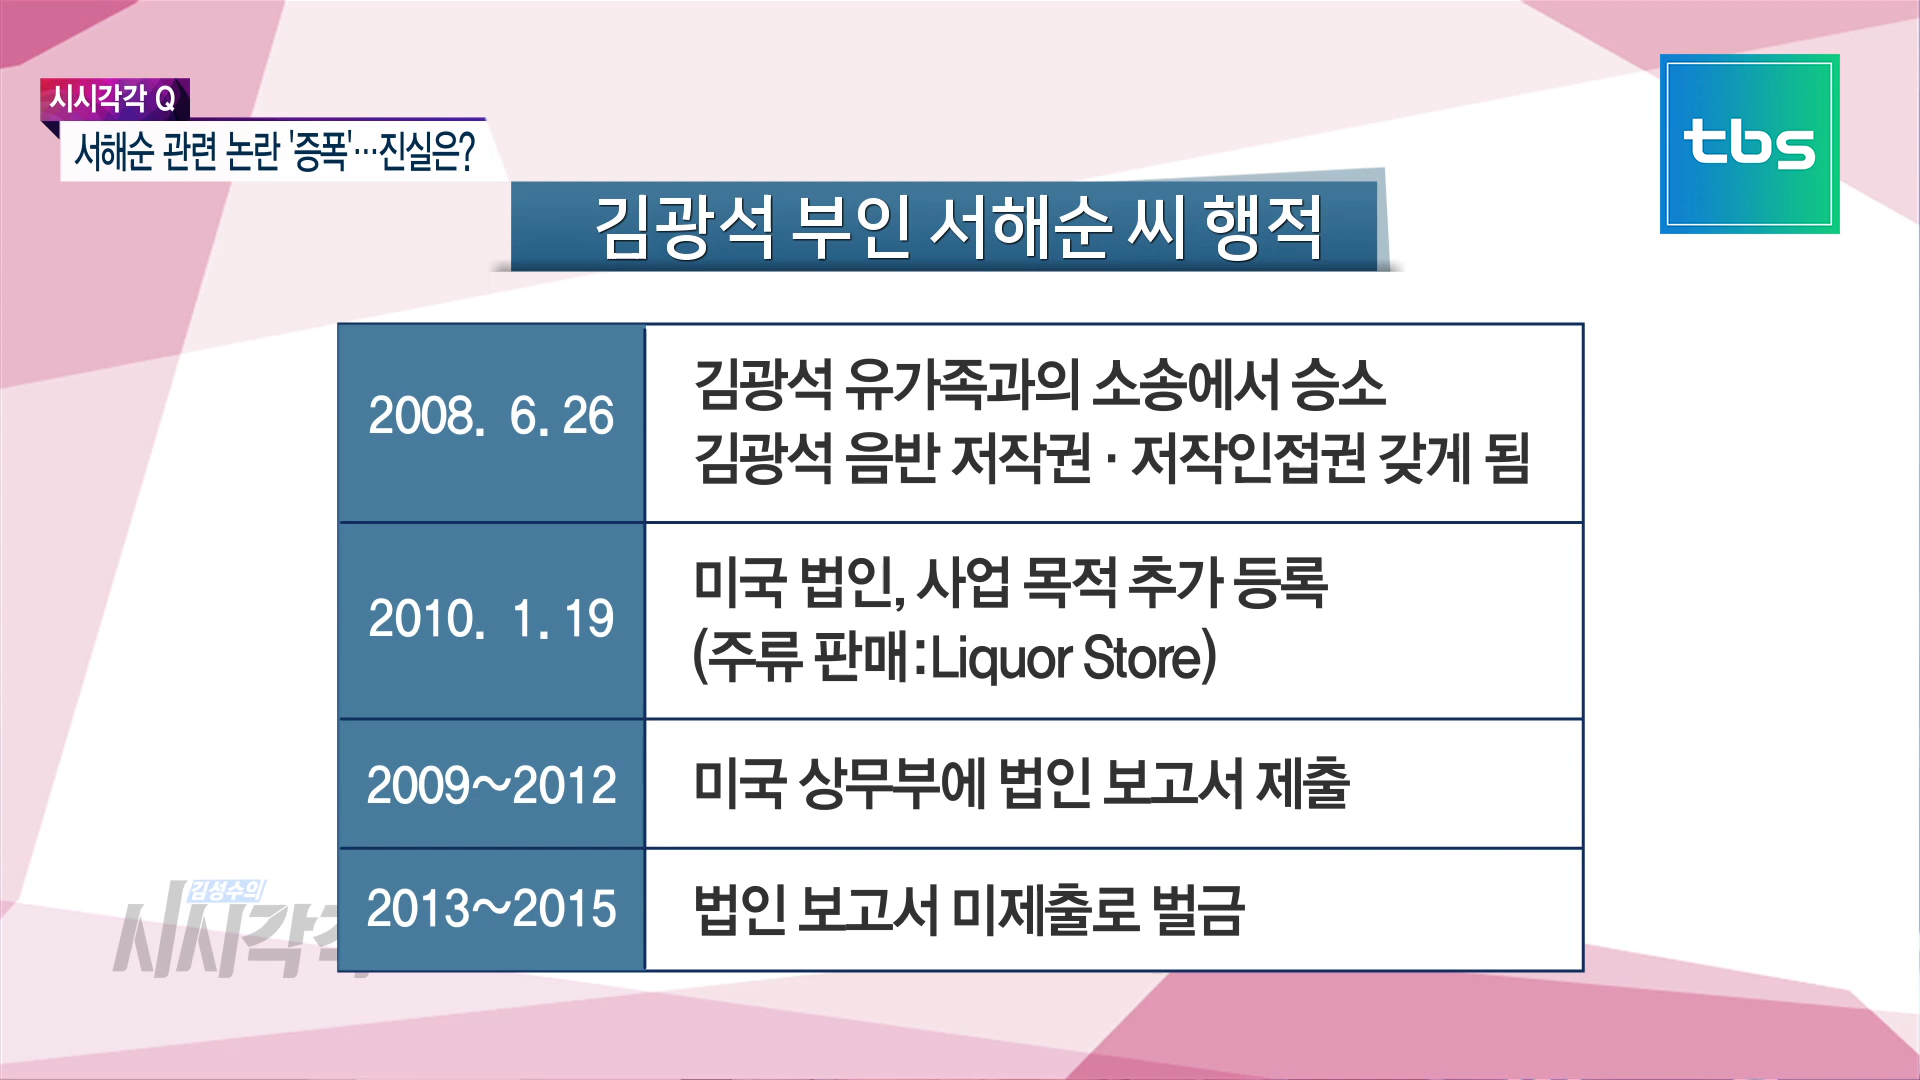 시시각각 Q
서해순 관련 논란 '증폭'…진실은?
tbs
김광석 부인 서해순 씨 행적
2008. 6. 26
김광석 유가족과의 소송에서 승소
김광석 음반 저작권 · 저작인접권 갖게 됨
2010. 1. 19
미국 법인, 사업 목적 추가 등록
(주류 판매:Liquor Store)
2009~2012
미국 상무부에 법인 보고서 제출
2013~2015
법인 보고서 미제출로 벌금
김성수의
시시각각